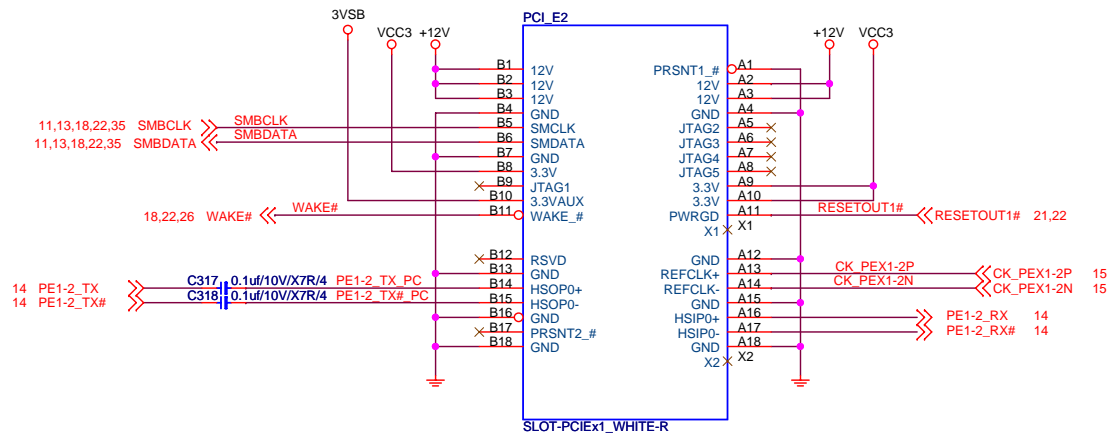 PCI_E2
3VSB
VCC3
+12V
+12V
VCC3
B1 12V
B2 12V
B3 12V
B4 GND
11,13,18,22,35 SMBCLK SMBCLK B5 SMCLK
11,13,18,22,35 SMBDATA SMBDATA B6 SMDATA
B7 GND
B8 3.3V
B9 JTAG1
B10 3.3VAUX
18,22,26 WAKE# WAKE# B11 WAKE_#
B12 RSVD
B13 GND
14 PE1-2_TX C317 0.1uf/10V/X7R/4 PE1-2_TX_PC B14 HSOP0+
14 PE1-2_TX# C318 0.1uf/10V/X7R/4 PE1-2_TX#_PC B15 HSOP0-
B16 GND
B17 PRSNT2_#
B18 GND
PRSNT1_# A1
12V A2
12V A3
GND A4
JTAG2 A5
JTAG3 A6
JTAG4 A7
JTAG5 A8
3.3V A9
3.3V A10
PWRGD A11 RESETOUT1# RESETOUT1# 21,22
X1 X1
GND A12
REFCLK+ A13 CK_PEX1-2P CK_PEX1-2P 15
REFCLK- A14 CK_PEX1-2N CK_PEX1-2N 15
GND A15
HSIP0+ A16 PE1-2_RX 14
HSIP0- A17 PE1-2_RX# 14
GND A18
X2 X2
SLOT-PCIEx1_WHITE-R